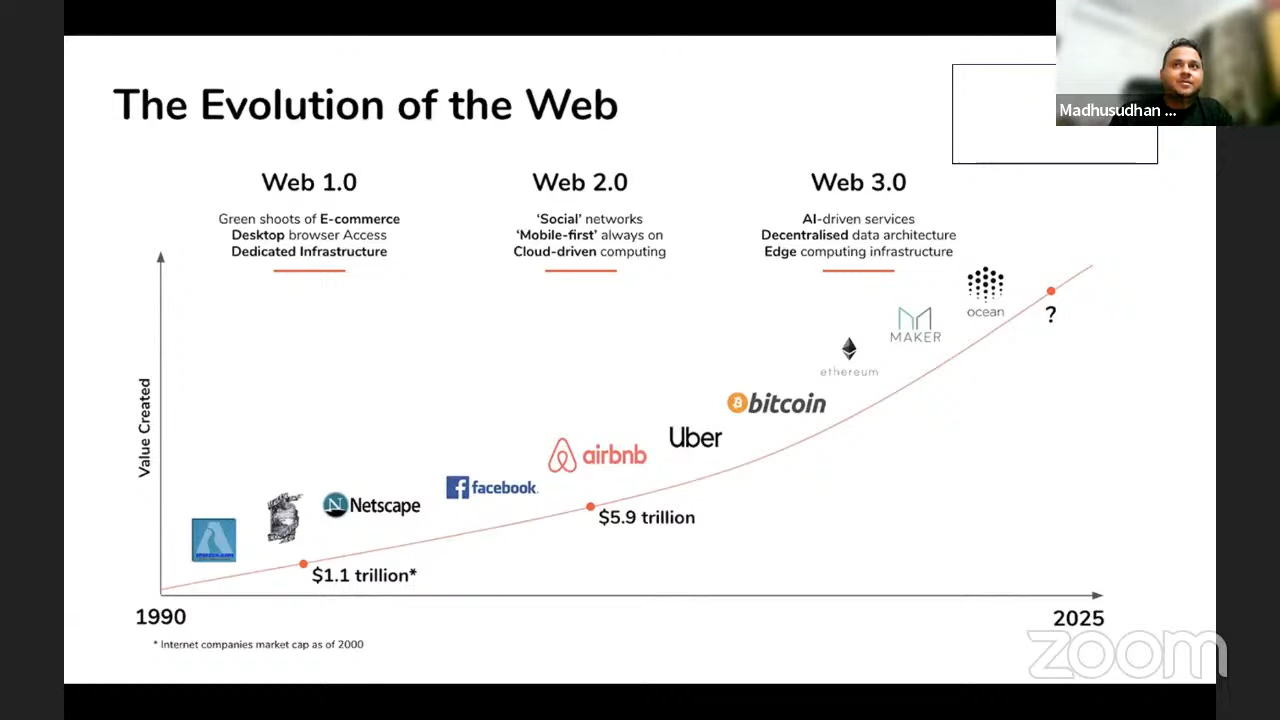 Madhusudhan ...
The Evolution of the Web
Web 1.0
Green shoots of E-commerce
Desktop browser Access
Dedicated Infrastructure
Web 2.0
‘Social’ networks
‘Mobile-first’ always on
Cloud-driven computing
Web 3.0
AI-driven services
Decentralised data architecture
Edge computing infrastructure
ocean
?
MAKER
ethereum
bitcoin
Uber
airbnb
facebook.
Netscape
$5.9 trillion
$1.1 trillion*
Value Created
1990
2025
* Internet companies market cap as of 2000
zoom